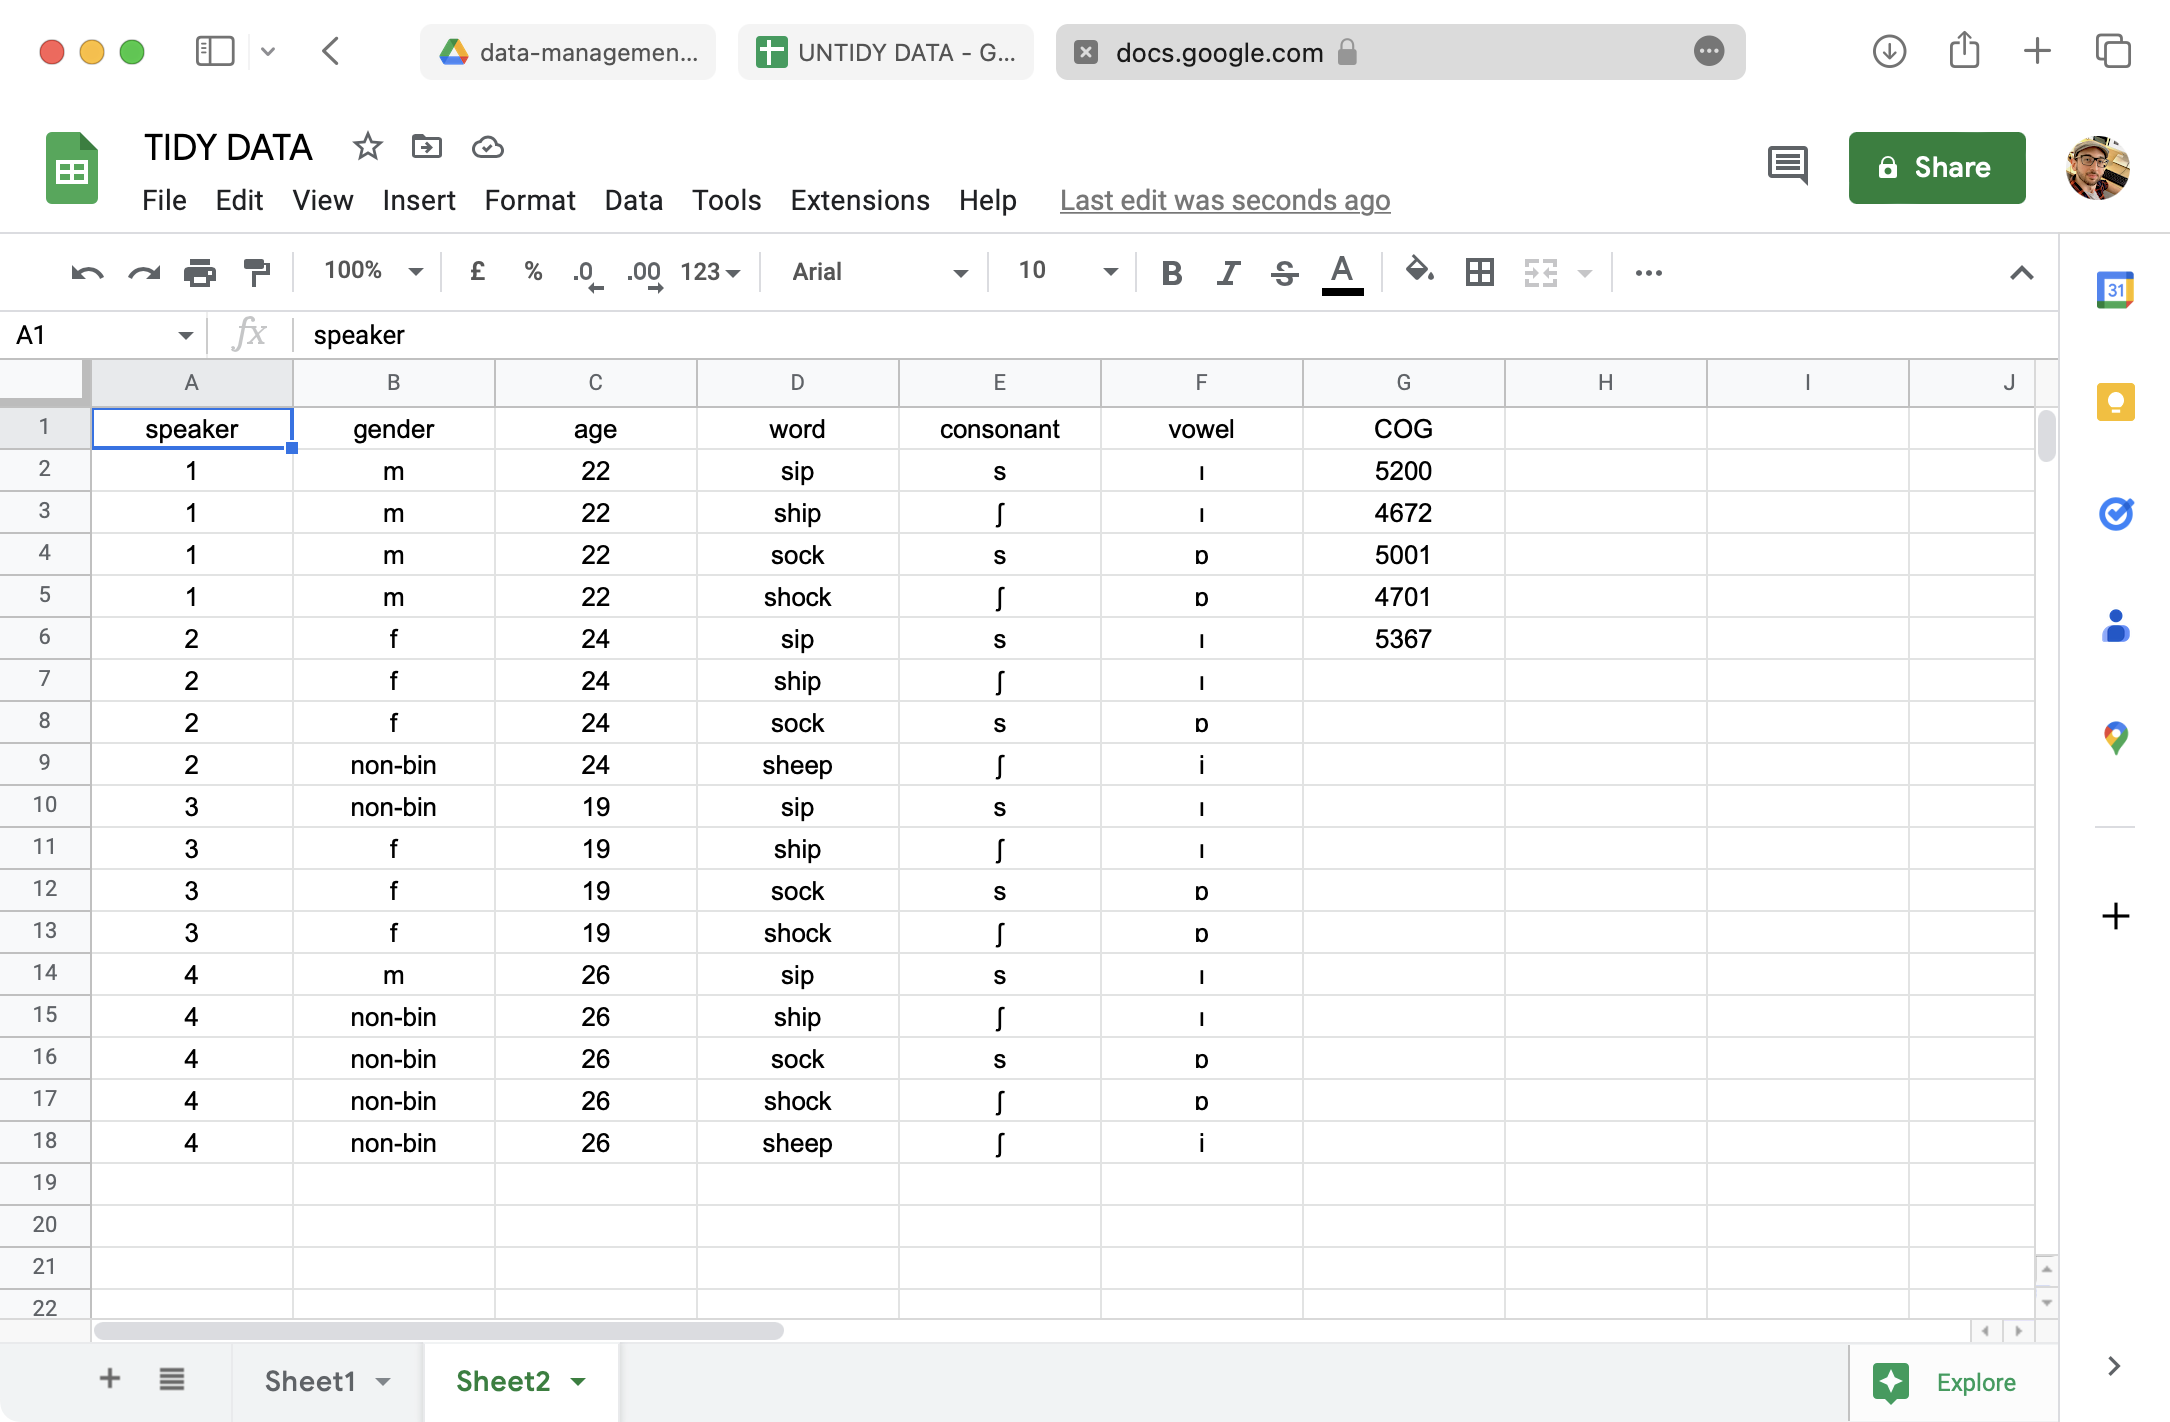 data-managemen...
UNTIDY DATA - G...
docs.google.com
TIDY DATA
File Edit View Insert Format Data Tools Extensions Help Last edit was seconds ago
Share
100% £ % .0 .00 123 Arial 10 B I S A
31
A1 fx speaker
A B C D E F G H I J
1 speaker gender age word consonant vowel COG
2 1 m 22 sip s ɪ 5200
3 1 m 22 ship ʃ ɪ 4672
4 1 m 22 sock s ɒ 5001
5 1 m 22 shock ʃ ɒ 4701
6 2 f 24 sip s ɪ 5367
7 2 f 24 ship ʃ ɪ
8 2 f 24 sock s ɒ
9 2 non-bin 24 sheep ʃ i
10 3 non-bin 19 sip s ɪ
11 3 f 19 ship ʃ ɪ
12 3 f 19 sock s ɒ
13 3 f 19 shock ʃ ɒ
14 4 m 26 sip s ɪ
15 4 non-bin 26 ship ʃ ɪ
16 4 non-bin 26 sock s ɒ
17 4 non-bin 26 shock ʃ ɒ
18 4 non-bin 26 sheep ʃ i
19
20
21
22
Sheet1 Sheet2 Explore